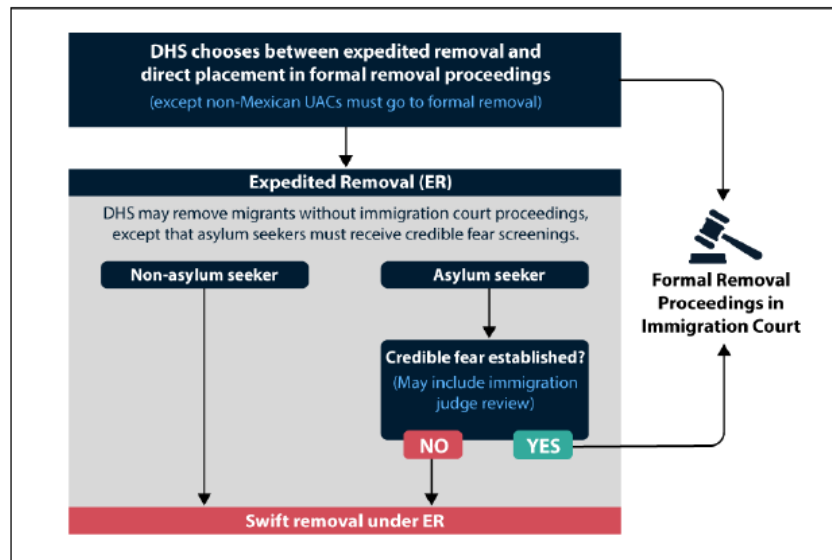 DHS chooses between expedited removal and
direct placement in formal removal proceedings
(except non-Mexican UACs must go to formal removal)
Expedited Removal (ER)
DHS may remove migrants without immigration court proceedings,
except that asylum seekers must receive credible fear screenings.
Non-asylum seeker
Asylum seeker
Credible fear established?
(May include immigration
judge review)
NO
YES
Swift removal under ER
Formal Removal
Proceedings in
Immigration Court